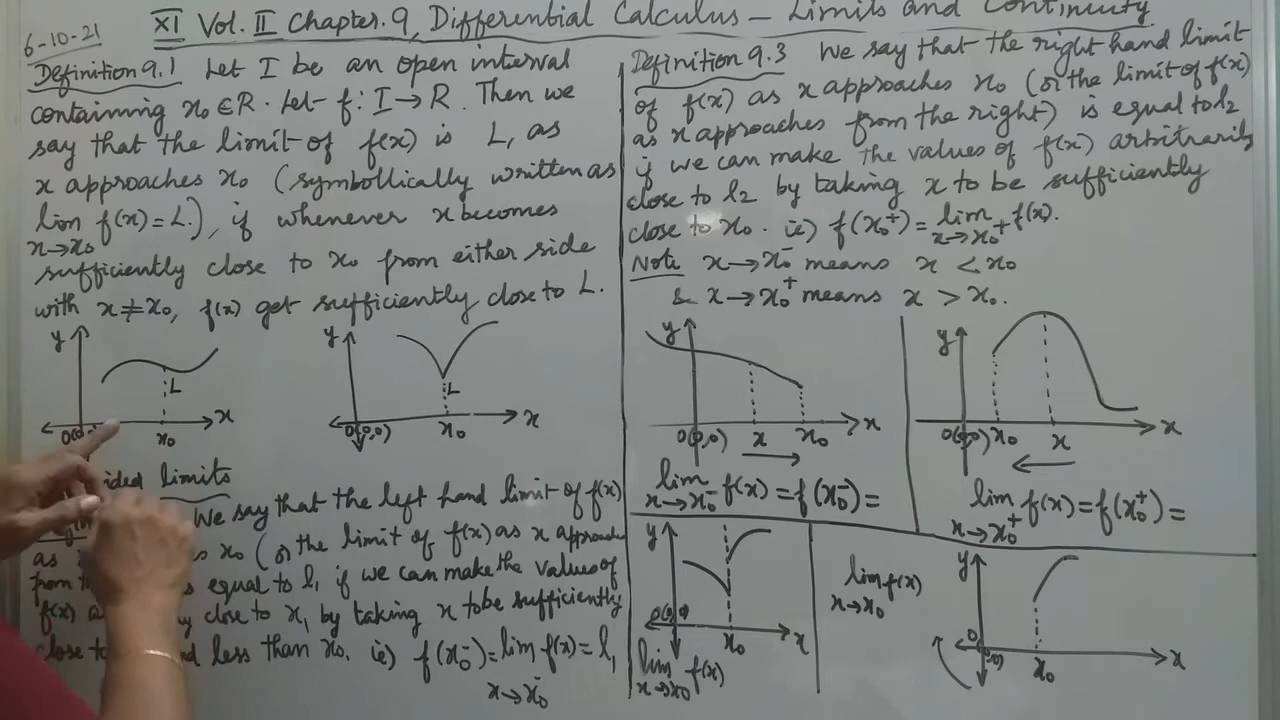 6-10-21
XI Vol. II Chapter. 9, Differential Calculus - Limits and Continuity
Definition 9.1 Let I be an open interval
containing x₀ ∈ R. Let f: I → R. Then we
say that the limit of f(x) is L, as
x approaches x₀ (symbollically written as
lim f(x) = L.), if whenever x becomes
x→x₀
sufficiently close to x₀ from either side
with x ≠ x₀, f(x) get sufficiently close to L.
y
L
x
x₀
y
L
x
0(0,0)
x₀
ided limits
We say that the left hand limit of f(x)
as x₀ (or the limit of f(x) as x approach
from equal to l₁ if we can make the values of
f(x) close to x, by taking x to be sufficiently
close to less than x₀. ie) f(x₀⁻) = lim f(x) = l₁
x→x₀⁻
Definition 9.3 We say that the right hand limit
of f(x) as x approaches x₀ (or the limit of f(x)
as x approaches from the right) is equal to l₂
if we can make the values of f(x) arbitrarily
close to l₂ by taking x to be sufficiently
close to x₀. ie) f(x₀⁺) = lim f(x).
x→x₀⁺
Note x→x₀⁻ means x < x₀
& x→x₀⁺ means x > x₀.
y
0(0,0) x x₀ x
lim f(x) = f(x₀⁻) =
x→x₀⁻
y
0(0,0) x₀ x x
lim f(x) = f(x₀⁺) =
x→x₀⁺
y
x₀ x
lim f(x)
x→x₀
lim f(x)
x→x₀
y
0
x₀ x